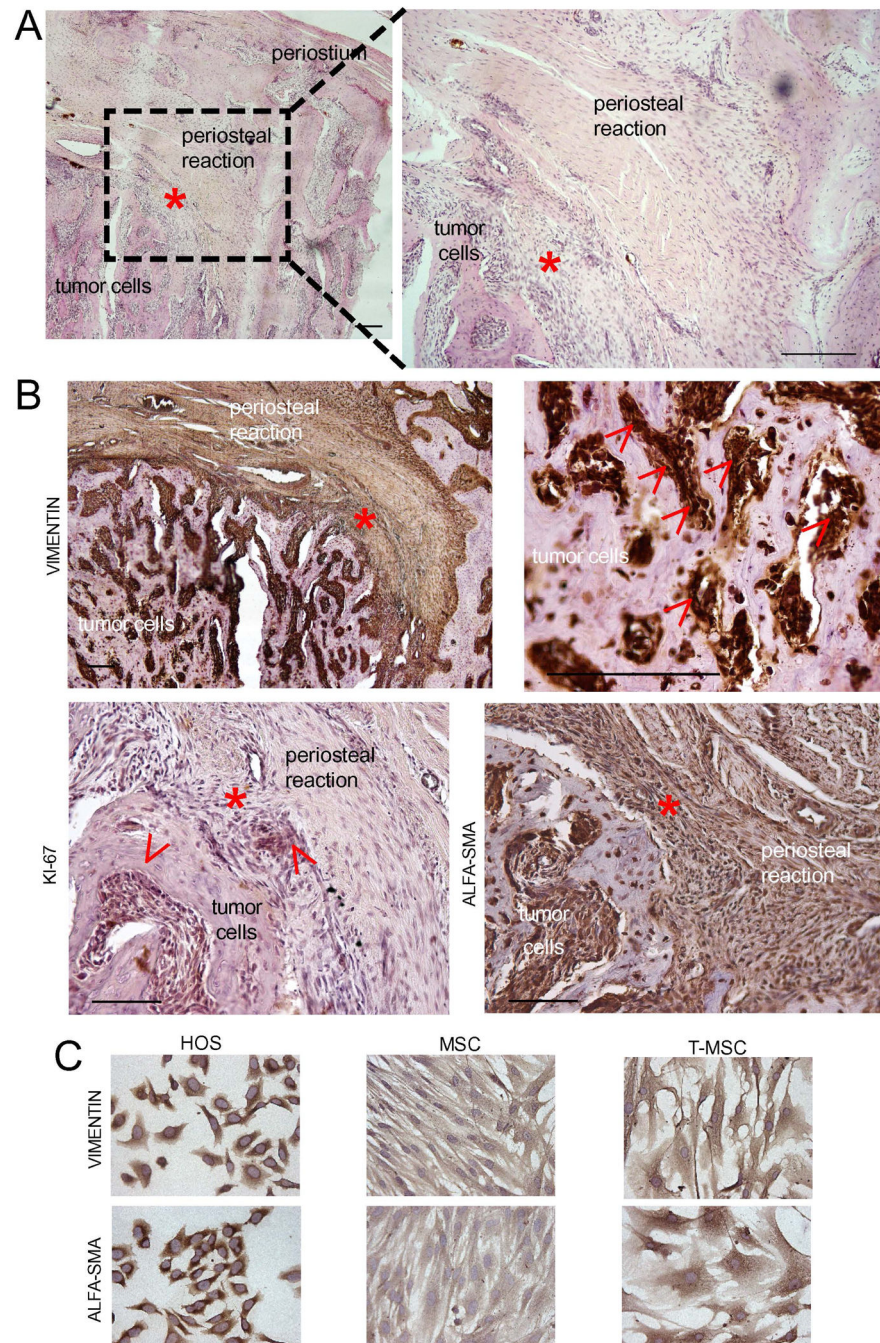 A
periostium
periosteal
reaction
*
tumor cells
periosteal
reaction
tumor
cells
*
B
VIMENTIN
periosteal
reaction
*
tumor cells
tumor cells
KI-67
periosteal
reaction
*
tumor
cells
ALFA-SMA
*
periosteal
reaction
tumor
cells
C
HOS
MSC
T-MSC
VIMENTIN
ALFA-SMA